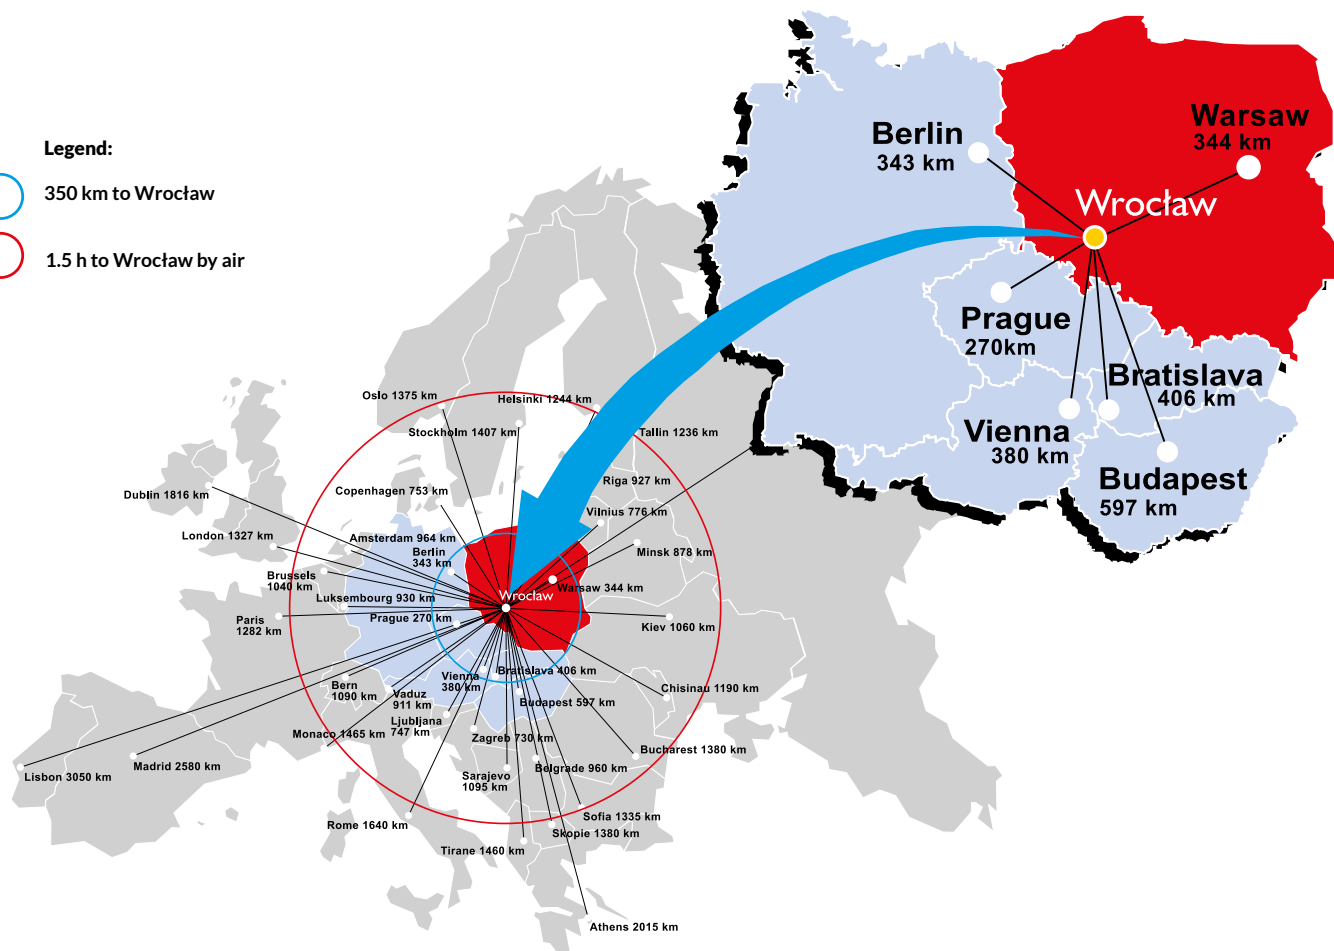 Legend:
350 km to Wrocław
1.5 h to Wrocław by air
Berlin
343 km
Warsaw
344 km
Wrocław
Prague
270km
Bratislava
406 km
Vienna
380 km
Budapest
597 km
Oslo 1375 km
Helsinki 1244 km
Stockholm 1407 km
Tallin 1236 km
Riga 927 km
Copenhagen 753 km
Dublin 1816 km
Vilnius 776 km
London 1327 km
Amsterdam 964 km
Berlin
343 km
Minsk 878 km
Brussels
1040 km
Warsaw 344 km
Luksembourg 930 km
Wrocław
Paris
1282 km
Prague 270 km
Kiev 1060 km
Bratislava 406 km
Vienna
380 km
Bern
1090 km
Vaduz
911 km
Chisinau 1190 km
Budapest 597 km
Ljubljana
747 km
Monaco 1465 km
Zagreb 730 km
Bucharest 1380 km
Madrid 2580 km
Belgrade 960 km
Lisbon 3050 km
Sarajevo
1095 km
Sofia 1335 km
Rome 1640 km
Skopie 1380 km
Tirane 1460 km
Athens 2015 km